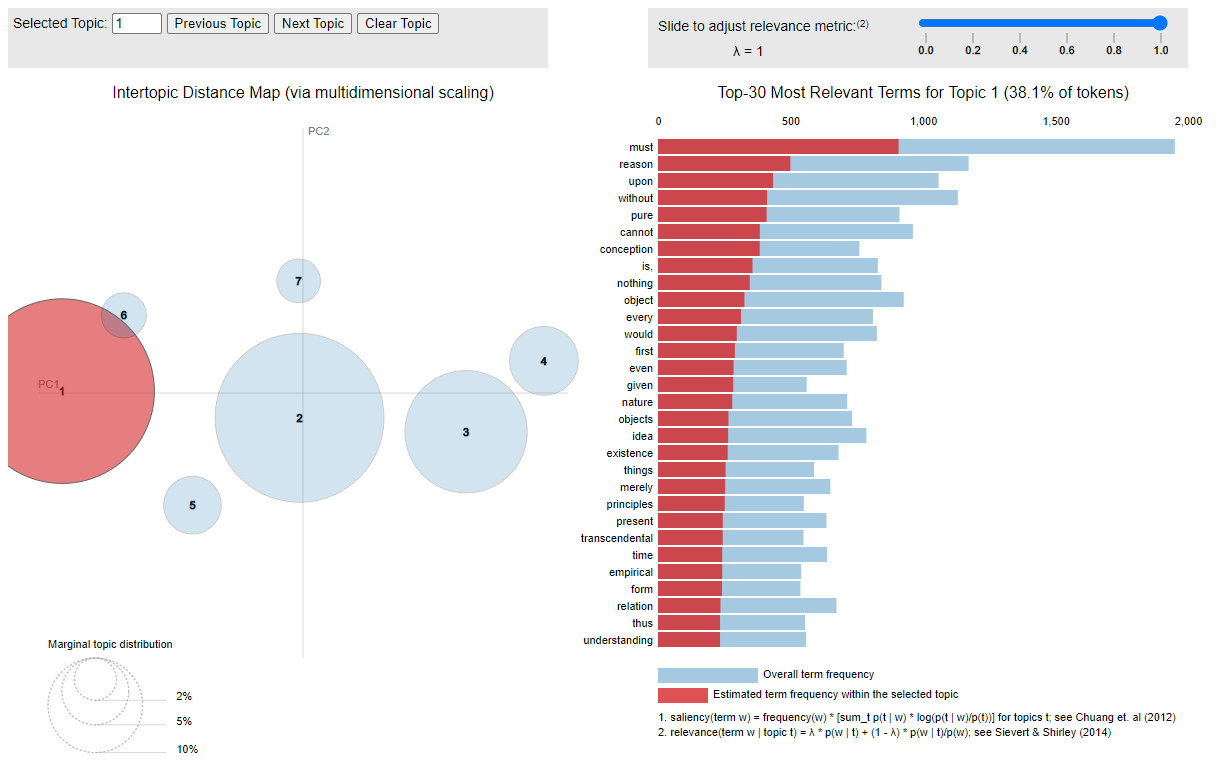 Selected Topic: 1 Previous Topic Next Topic Clear Topic
Slide to adjust relevance metric:(2)
λ = 1
0.0 0.2 0.4 0.6 0.8 1.0
Intertopic Distance Map (via multidimensional scaling)
PC2
PC1
7
6
4
1
2
3
5
Marginal topic distribution
2%
5%
10%
Top-30 Most Relevant Terms for Topic 1 (38.1% of tokens)
0 500 1,000 1,500 2,000
must
reason
upon
without
pure
cannot
conception
is,
nothing
object
every
would
first
even
given
nature
objects
idea
existence
things
merely
principles
present
transcendental
time
empirical
form
relation
thus
understanding
Overall term frequency
Estimated term frequency within the selected topic
1. saliency(term w) = frequency(w) * [sum_t p(t | w) * log(p(t | w)/p(t))] for topics t; see Chuang et. al (2012)
2. relevance(term w | topic t) = λ * p(w | t) + (1 - λ) * p(w | t)/p(w); see Sievert & Shirley (2014)